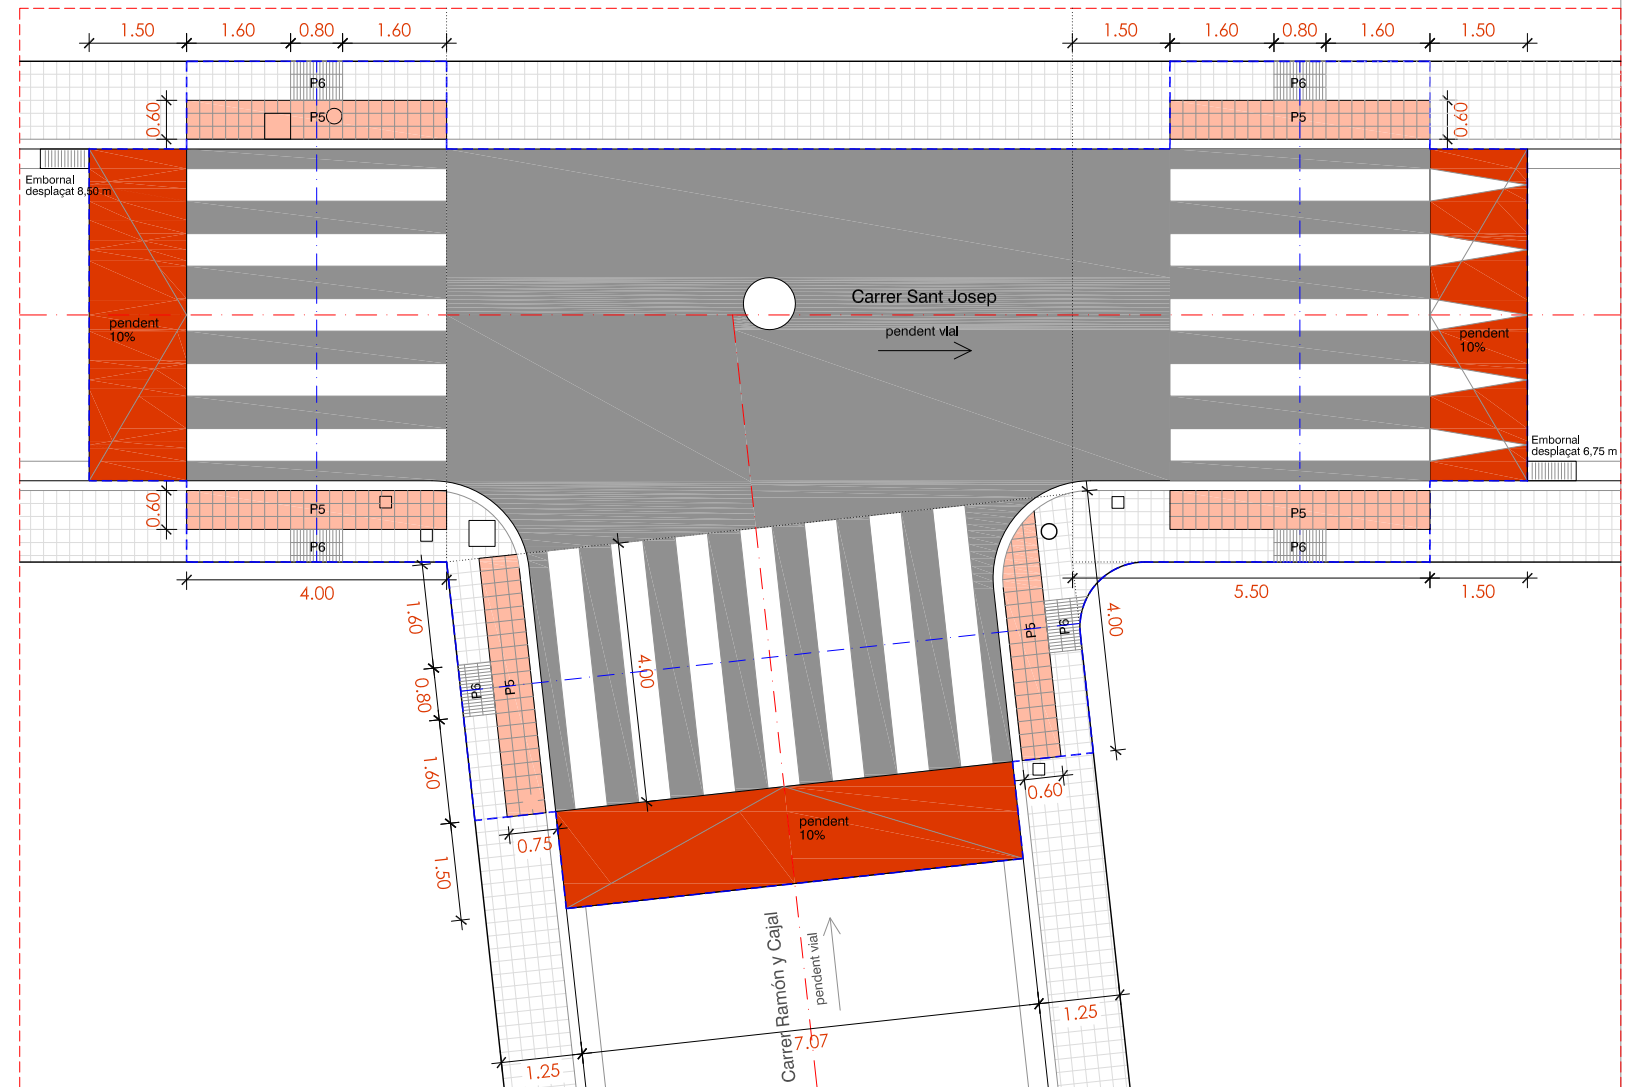 1.50 1.60 0.80 1.60 1.50 1.60 0.80 1.60 1.50
P6 P6
0.60 P5 P5 0.60
Embornal
desplaçat 8,50 m
Carrer Sant Josep
pendent vial
pendent
10%
pendent
10%
Embornal
desplaçat 6,75 m
0.60 P5 P5
P6 P6
4.00 5.50 1.50
1.60
0.80
1.60
1.50
P6 P5
4.00
P5 P6
4.00
0.60
0.75
pendent
10%
Carrer Ramón y Cajal
pendent vial
1.25 7.07 1.25